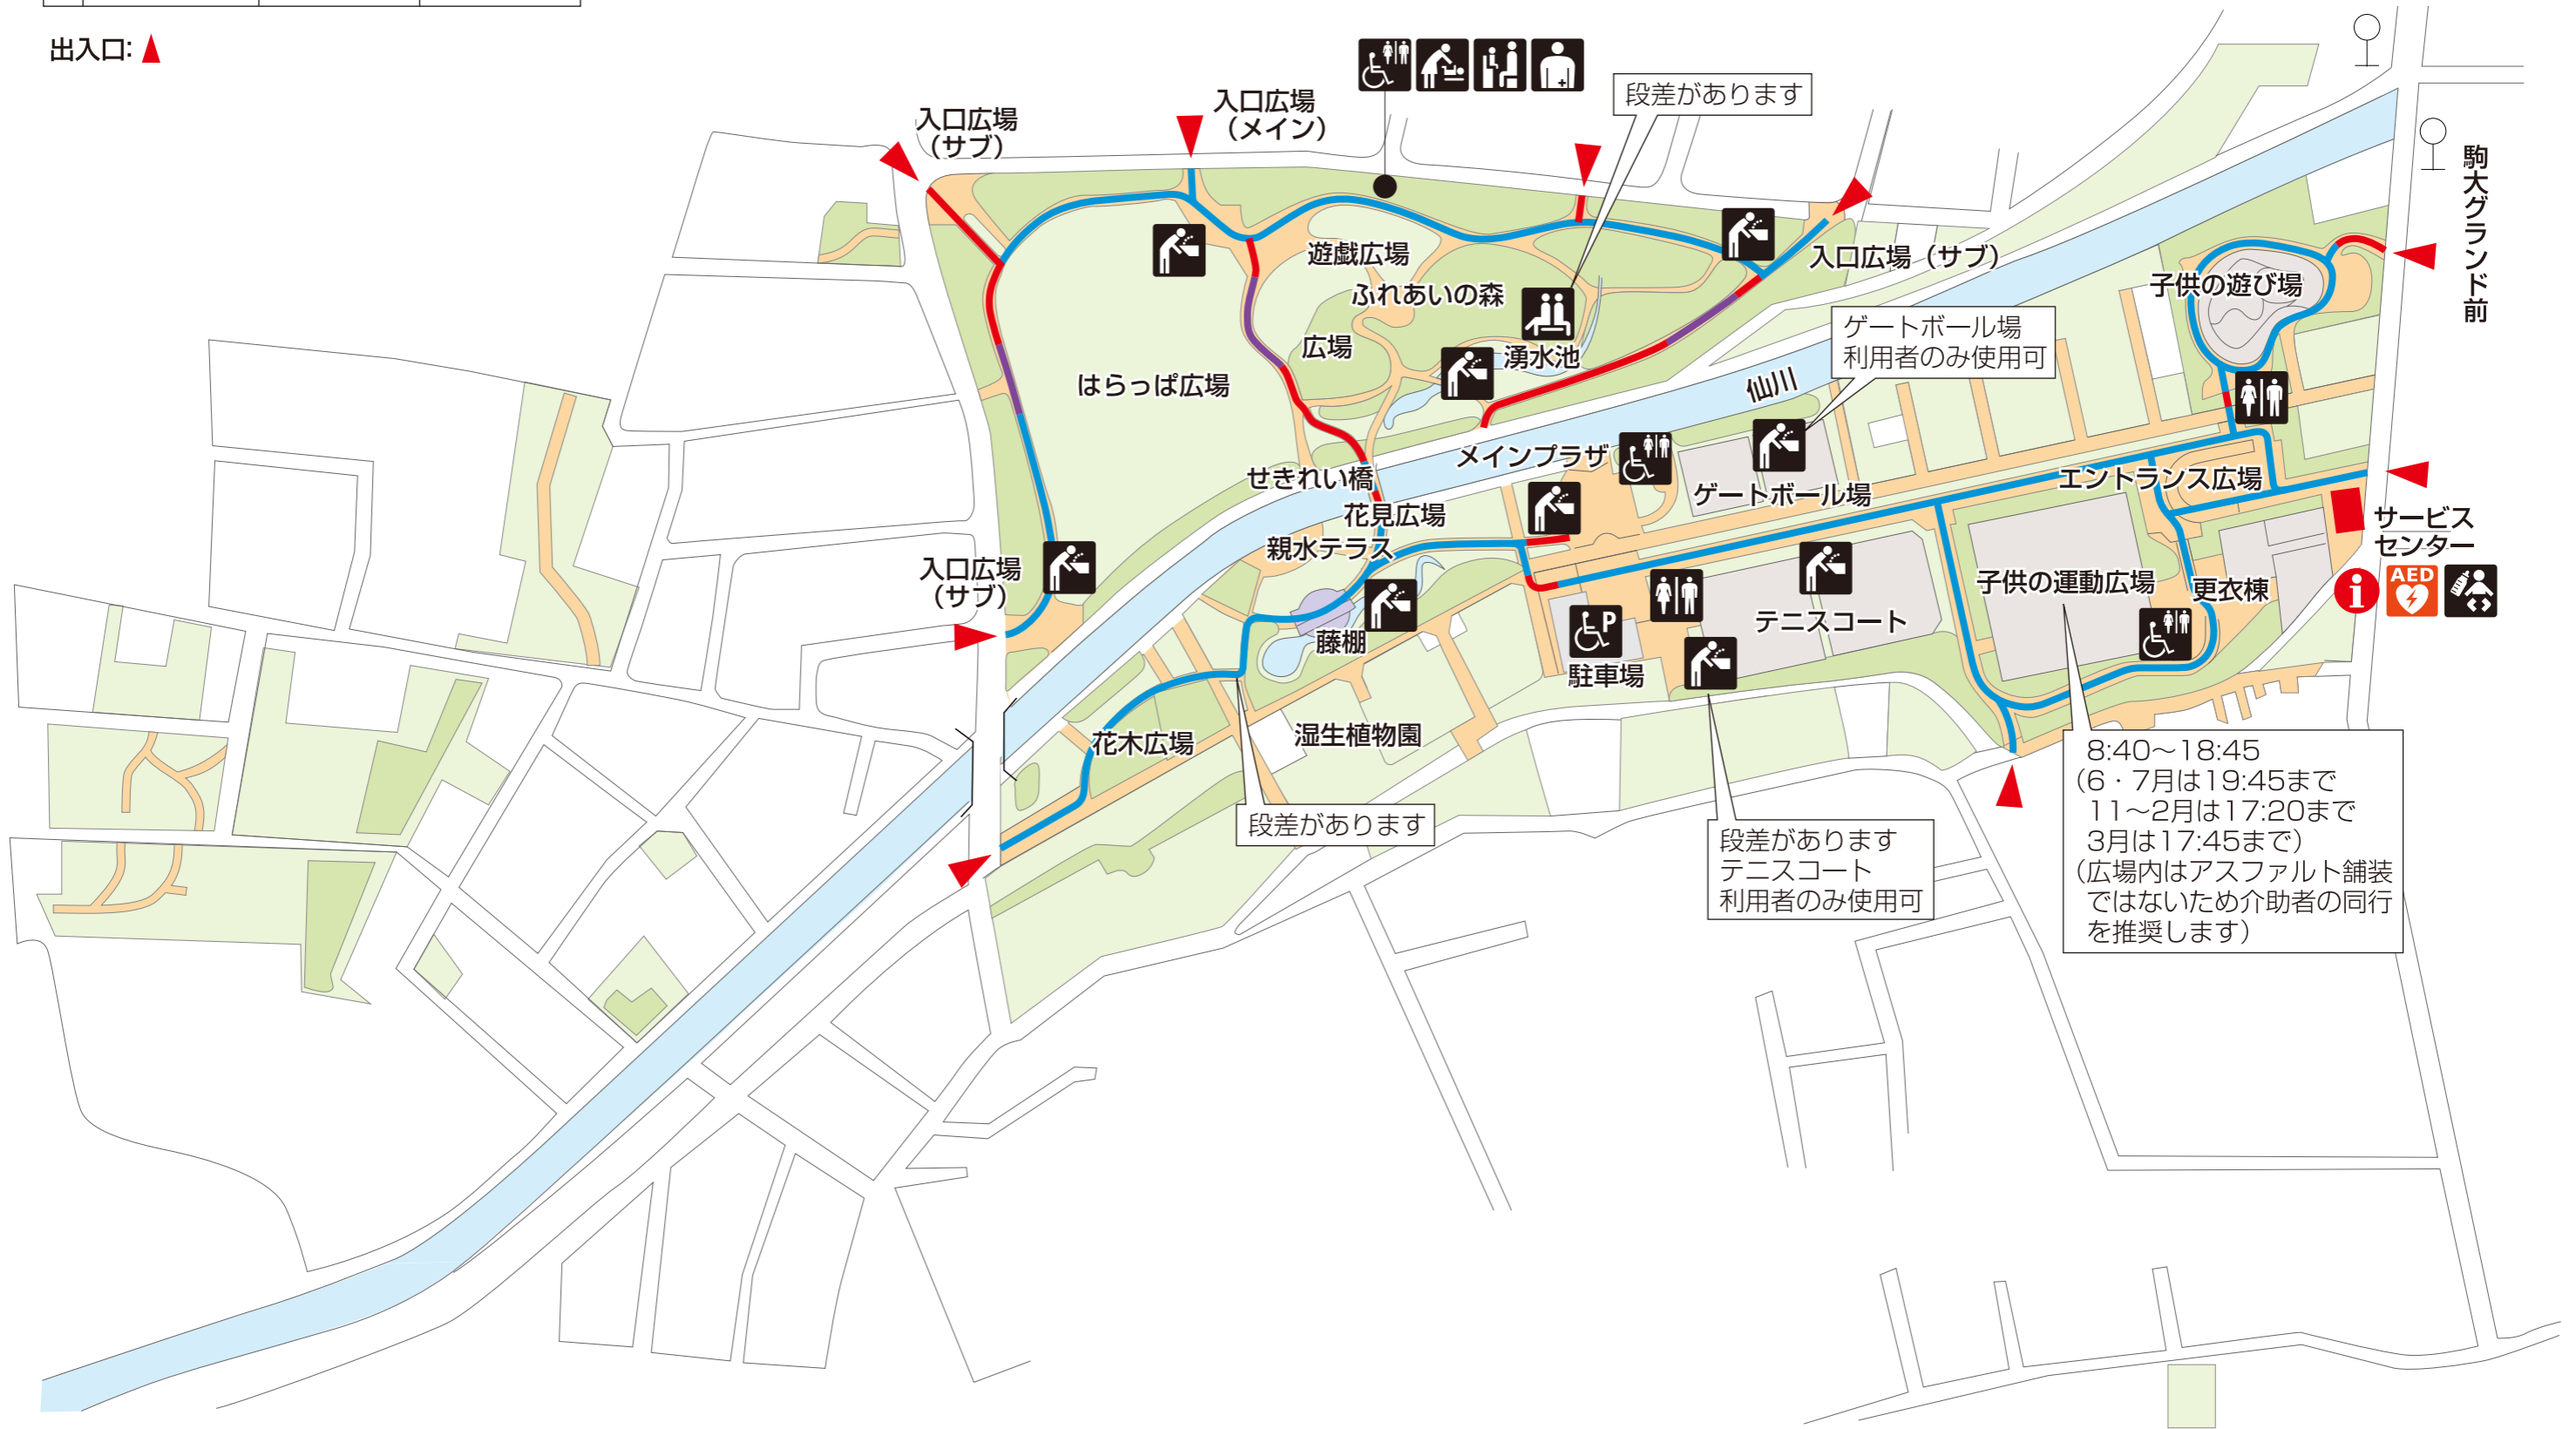 出入口:
入口広場
（サブ）
入口広場
（メイン）
段差があります
駒大グランド前
遊戯広場
ふれあいの森
入口広場（サブ）
子供の遊び場
ゲートボール場
利用者のみ使用可
広場
湧水池
はらっぱ広場
仙川
メインプラザ
せきれい橋
ゲートボール場
エントランス広場
花見広場
親水テラス
サービス
センター
入口広場
（サブ）
AED
子供の運動広場
更衣棟
P
テニスコート
藤棚
駐車場
湿生植物園
花木広場
段差があります
段差があります
テニスコート
利用者のみ使用可
8:40〜18:45
（6・7月は19:45まで
11〜2月は17:20まで
3月は17:45まで）
（広場内はアスファルト舗装
ではないため介助者の同行
を推奨します）